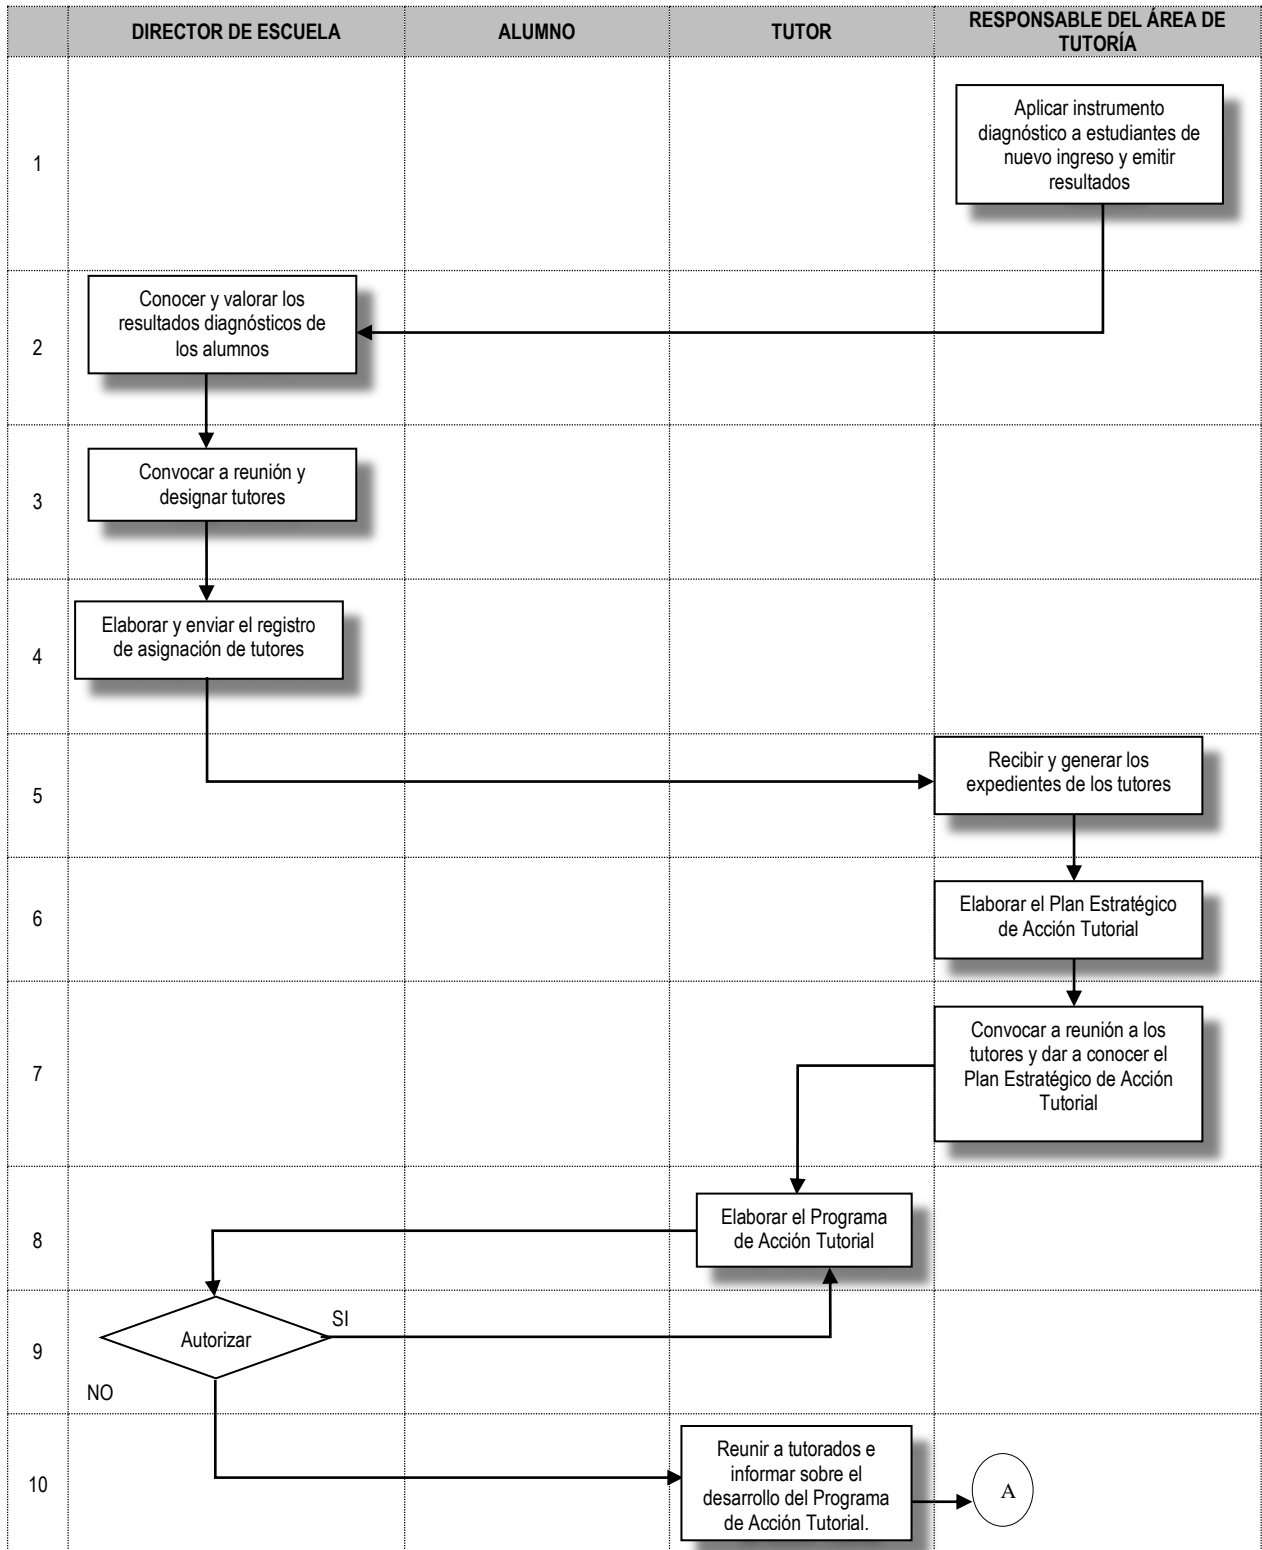 DIRECTOR DE ESCUELA
ALUMNO
TUTOR
RESPONSABLE DEL ÁREA DE
TUTORÍA
1
Aplicar instrumento
diagnóstico a estudiantes de
nuevo ingreso y emitir
resultados
2
Conocer y valorar los
resultados diagnósticos de
los alumnos
3
Convocar a reunión y
designar tutores
4
Elaborar y enviar el registro
de asignación de tutores
5
Recibir y generar los
expedientes de los tutores
6
Elaborar el Plan Estratégico
de Acción Tutorial
7
Convocar a reunión a los
tutores y dar a conocer el
Plan Estratégico de Acción
Tutorial
8
Elaborar el Programa
de Acción Tutorial
9
Autorizar
SI
NO
10
Reunir a tutorados e
informar sobre el
desarrollo del Programa
de Acción Tutorial.
A